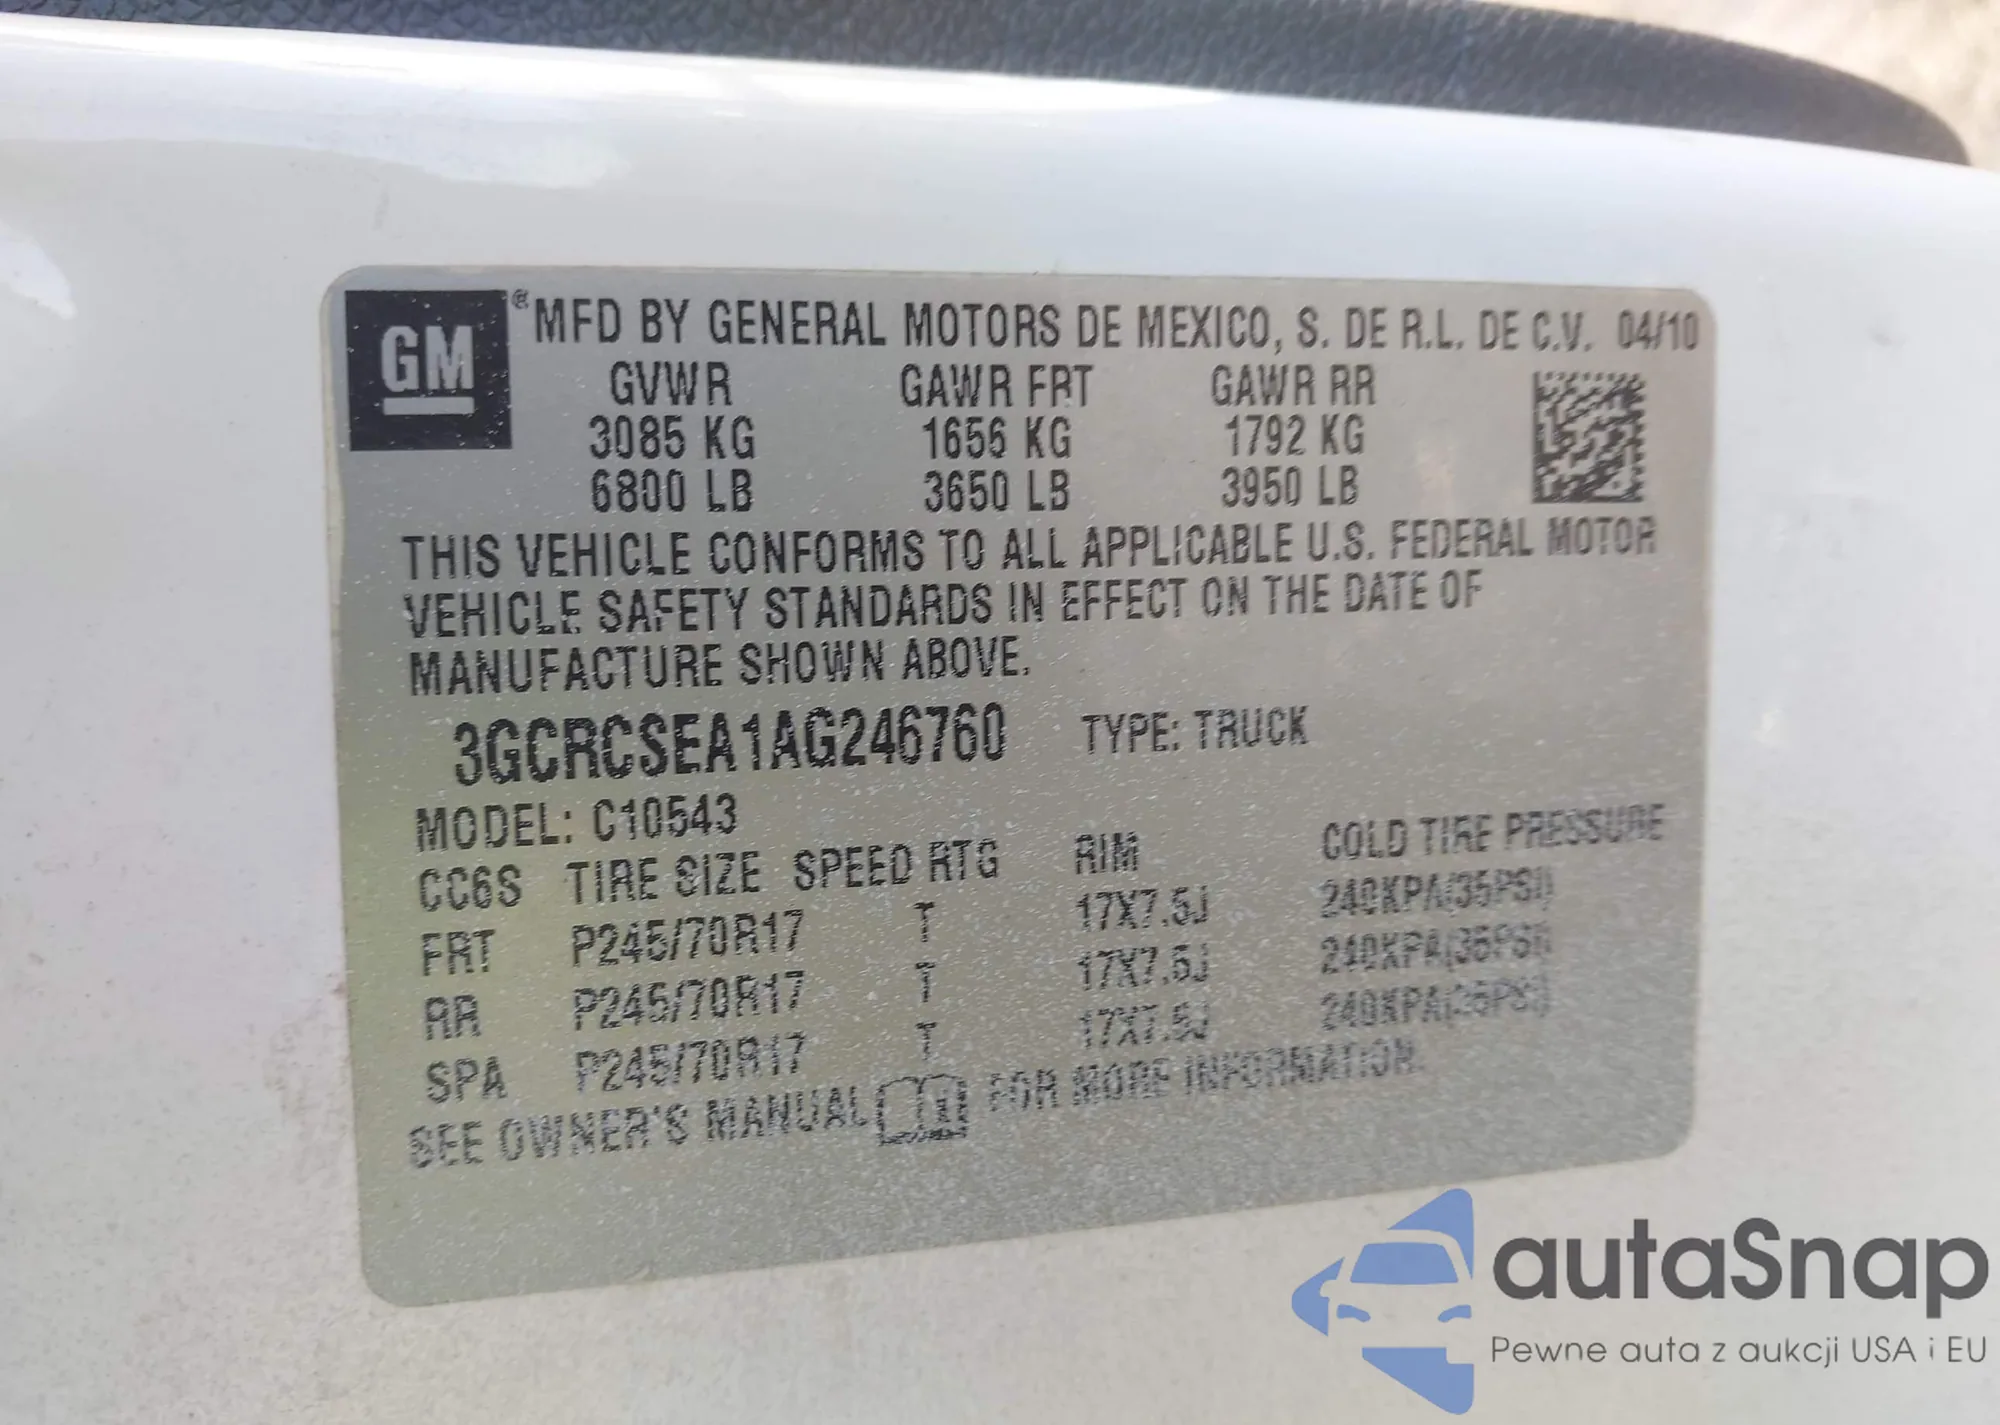 GM ® MFD BY GENERAL MOTORS DE MEXICO, S. DE R.L. DE C.V. 04/10
GVWR GAWR FRT GAWR RR
3085 KG 1656 KG 1792 KG
6800 LB 3650 LB 3950 LB
THIS VEHICLE CONFORMS TO ALL APPLICABLE U.S. FEDERAL MOTOR
VEHICLE SAFETY STANDARDS IN EFFECT ON THE DATE OF
MANUFACTURE SHOWN ABOVE.
3GCRCSEA1AG246760 TYPE: TRUCK
MODEL: C10543
CC6S TIRE SIZE SPEED RTG RIM COLD TIRE PRESSURE
FRT P245/70R17 T 17X7.5J 240KPA(35PSI)
RR P245/70R17 T 17X7.5J 240KPA(35PSI)
SPA P245/70R17 T 17X7.5J 240KPA(35PSI)
SEE OWNER'S MANUAL FOR MORE INFORMATION.
autaSnap
Pewne auta z aukcji USA i EU